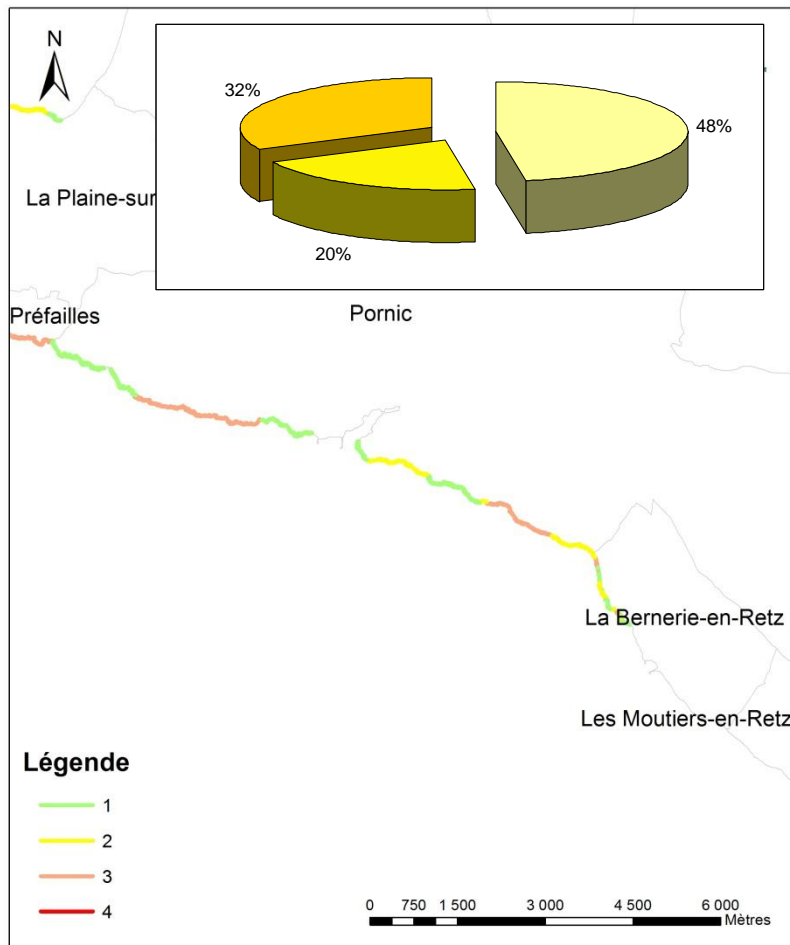 N
32%
48%
20%
La Plaine-sur
Préfailles
Pornic
La Bernerie-en-Retz
Les Moutiers-en-Retz
Légende
1
2
3
4
0 750 1 500 3 000 4 500 6 000
Mètres